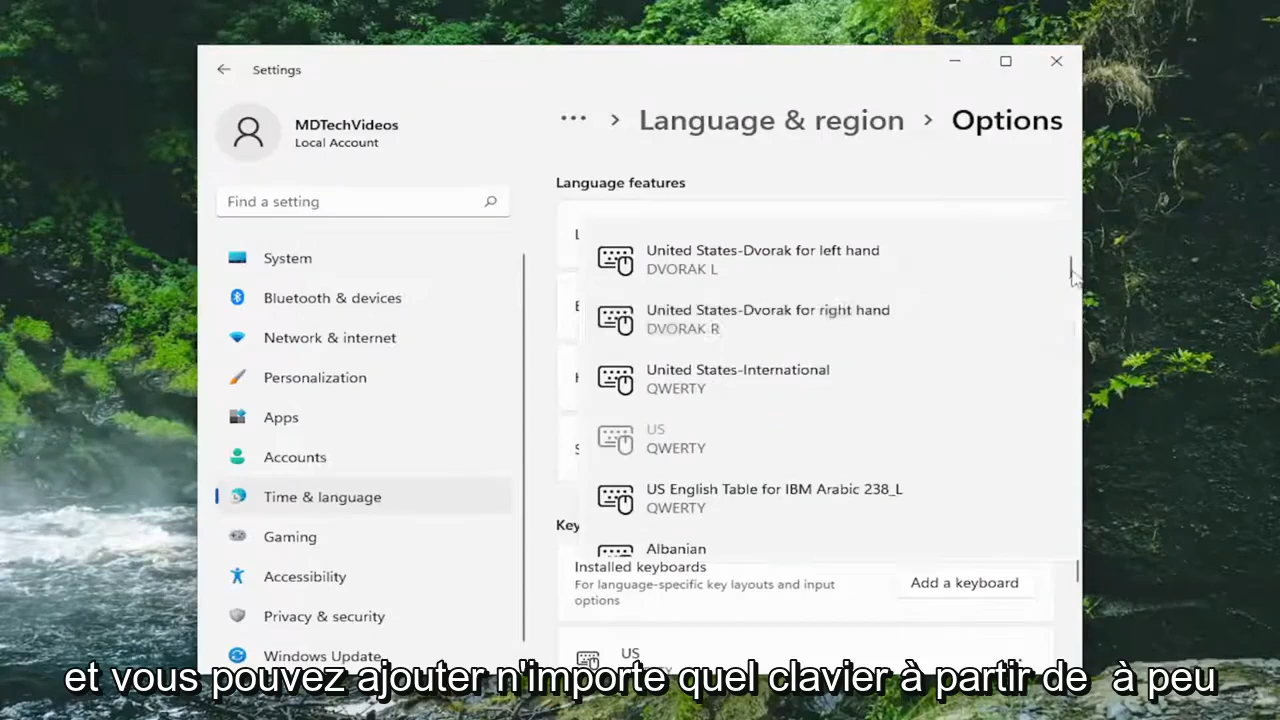 Settings
MDTechVideos
Local Account
Find a setting
System
Bluetooth & devices
Network & internet
Personalization
Apps
Accounts
Time & language
Gaming
Accessibility
Privacy & security
Windows Update
... > Language & region > Options
Language features
United States-Dvorak for left hand
DVORAK L
United States-Dvorak for right hand
DVORAK R
United States-International
QWERTY
US
QWERTY
US English Table for IBM Arabic 238_L
QWERTY
Albanian
Key
Installed keyboards
For language-specific key layouts and input
options
Add a keyboard
US
et vous pouvez ajouter n'importe quel clavier à partir de à peu